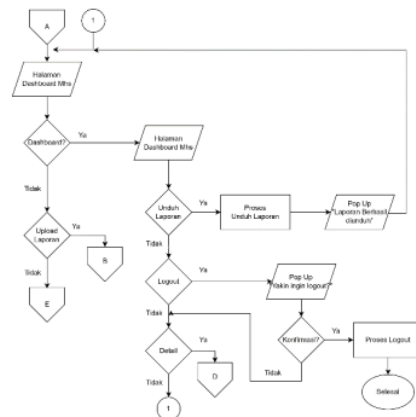 A
1
Halaman
Dashboard Mhs
Dashboard?
Ya
Halaman
Dashboard Mhs
Tidak
Unduh
Laporan
Ya
Proses
Unduh Laporan
Pop Up
"Laporan Berhasil
diunduh"
Upload
Laporan
Ya
B
Tidak
E
Tidak
Logout
Ya
Pop Up
"Yakin ingin logout"
Tidak
Konfirmasi?
Ya
Proses Logout
Detail
Ya
D
Tidak
Selesai
Tidak
1